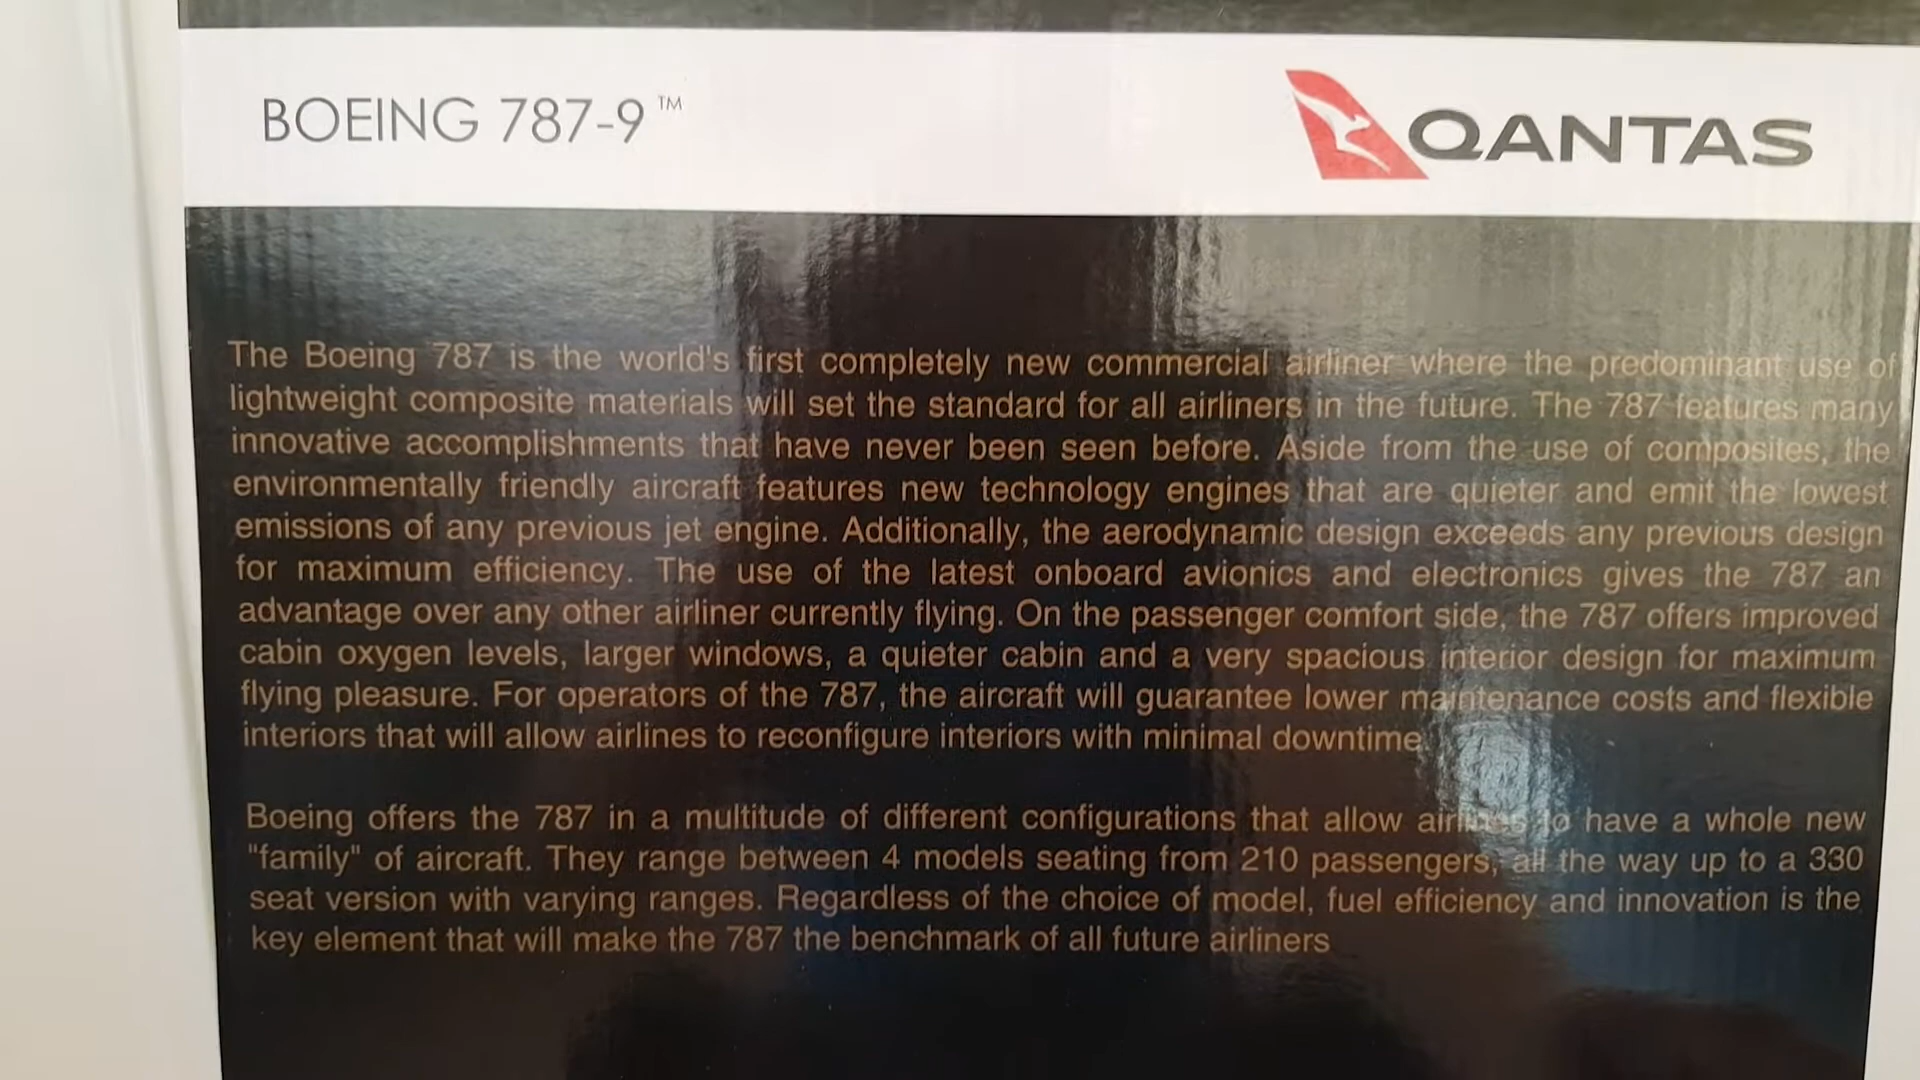 BOEING 787-9™
QANTAS
The Boeing 787 is the world's first completely new commercial airliner where the predominant use of
lightweight composite materials will set the standard for all airliners in the future. The 787 features many
innovative accomplishments that have never been seen before. Aside from the use of composites, the
environmentally friendly aircraft features new technology engines that are quieter and emit the lowest
emissions of any previous jet engine. Additionally, the aerodynamic design exceeds any previous design
for maximum efficiency. The use of the latest onboard avionics and electronics gives the 787 an
advantage over any other airliner currently flying. On the passenger comfort side, the 787 offers improved
cabin oxygen levels, larger windows, a quieter cabin and a very spacious interior design for maximum
flying pleasure. For operators of the 787, the aircraft will guarantee lower maintenance costs and flexible
interiors that will allow airlines to reconfigure interiors with minimal downtime.
Boeing offers the 787 in a multitude of different configurations that allow airlines to have a whole new
"family" of aircraft. They range between 4 models seating from 210 passengers, all the way up to a 330
seat version with varying ranges. Regardless of the choice of model, fuel efficiency and innovation is the
key element that will make the 787 the benchmark of all future airliners